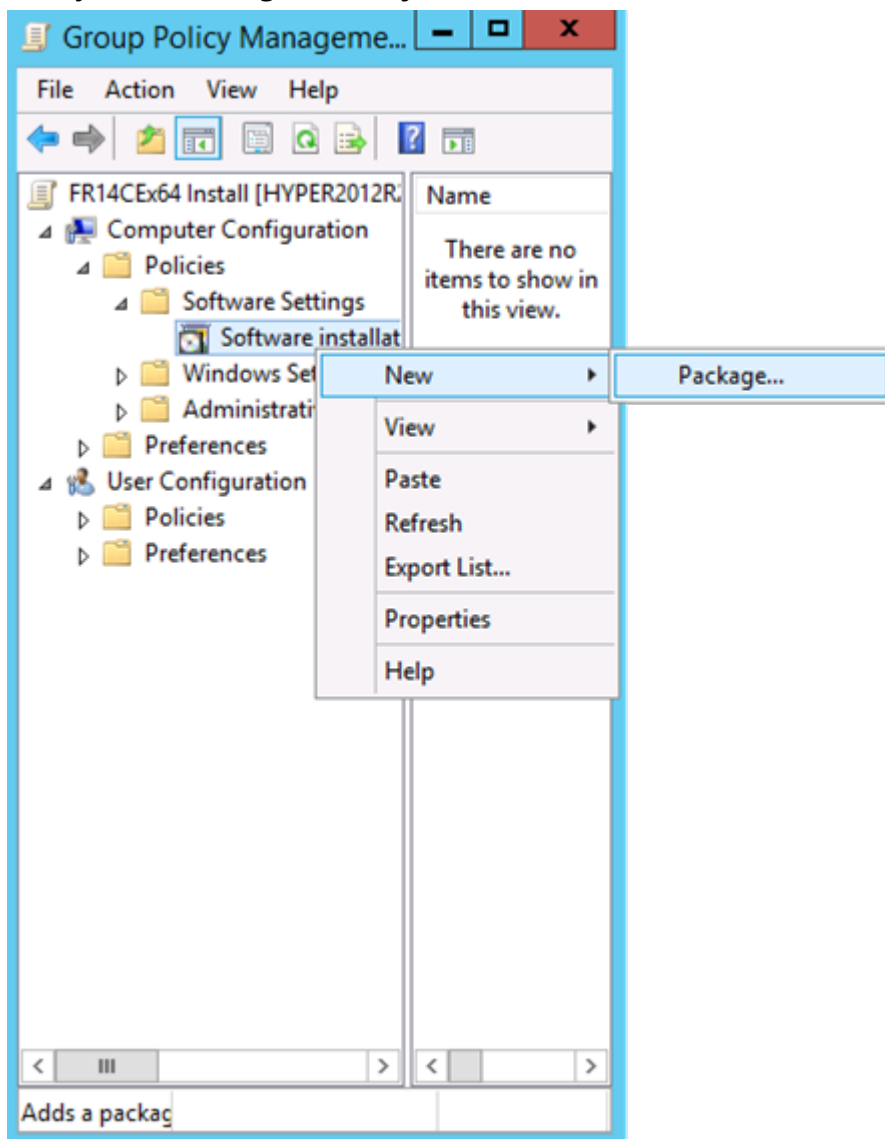 Group Policy Manageme...
File Action View Help
FR14CEx64 Install [HYPER2012R
Name
Computer Configuration
Policies
Software Settings
Software installat
Windows Set
Administrati
Preferences
User Configuration
Policies
Preferences
There are no
items to show in
this view.
New
Package...
View
Paste
Refresh
Export List...
Properties
Help
Adds a packag